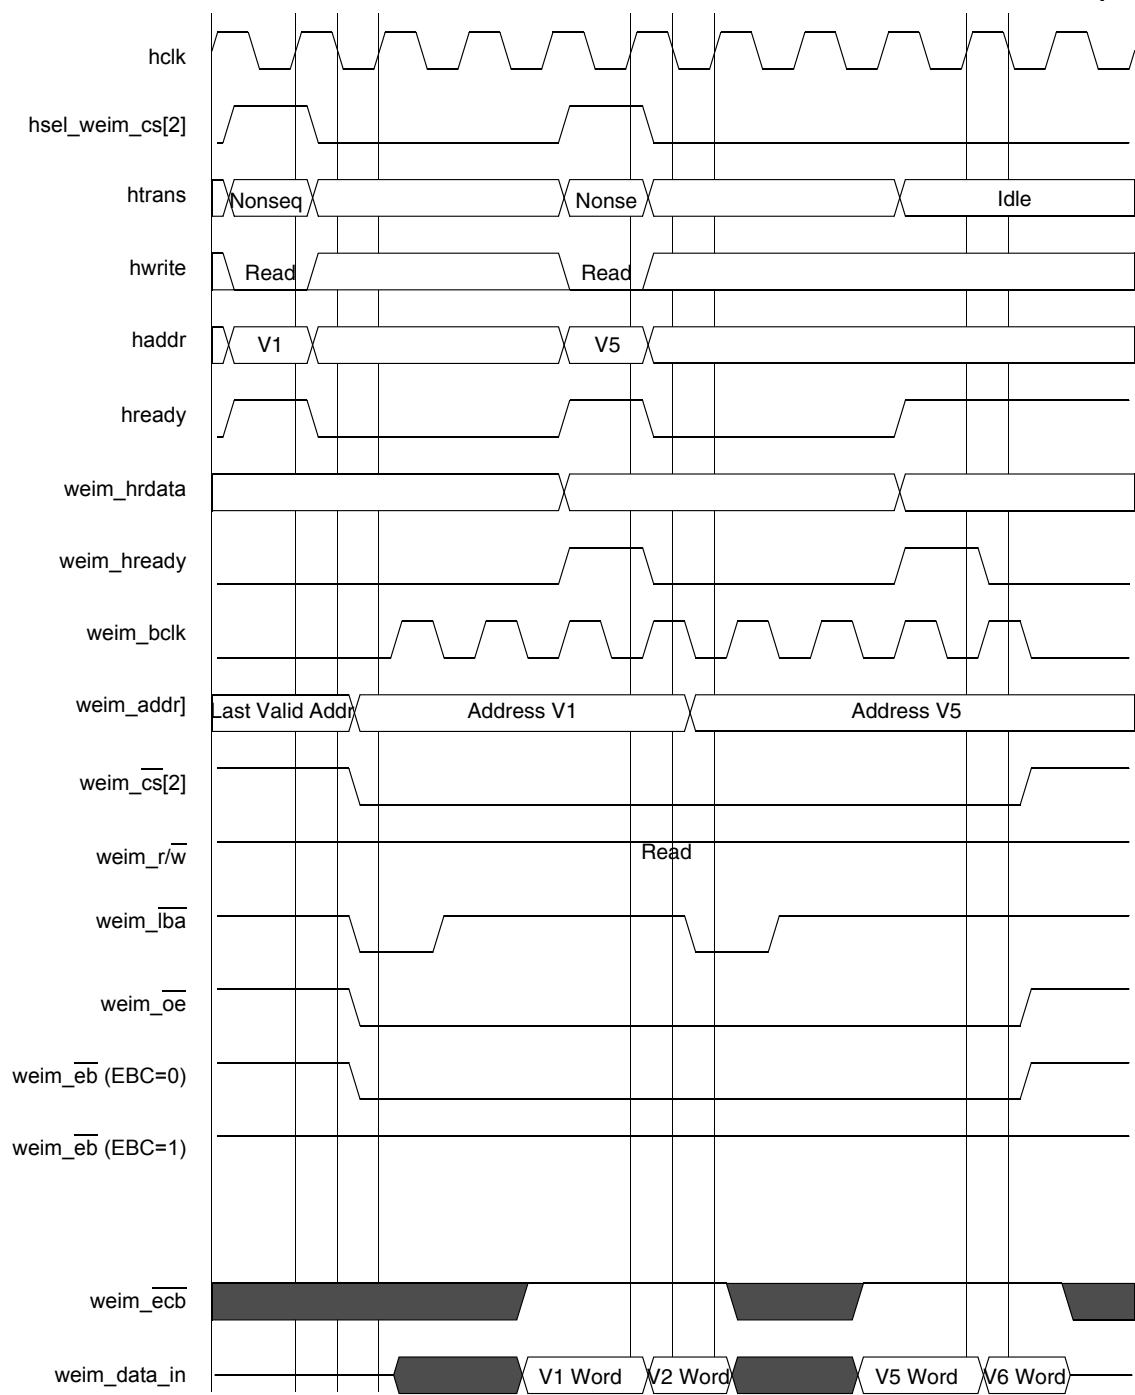 hclk
hsel_weim_cs[2]
htrans Nonseq Nonse Idle
hwrite Read Read
haddr V1 V5
hready
weim_hrdata
weim_hready
weim_bclk
weim_addr] Last Valid Addr Address V1 Address V5
weim_cs[2]
weim_r/w Read
weim_lba
weim_oe
weim_eb (EBC=0)
weim_eb (EBC=1)
weim_ecb
weim_data_in V1 Word V2 Word V5 Word V6 Word